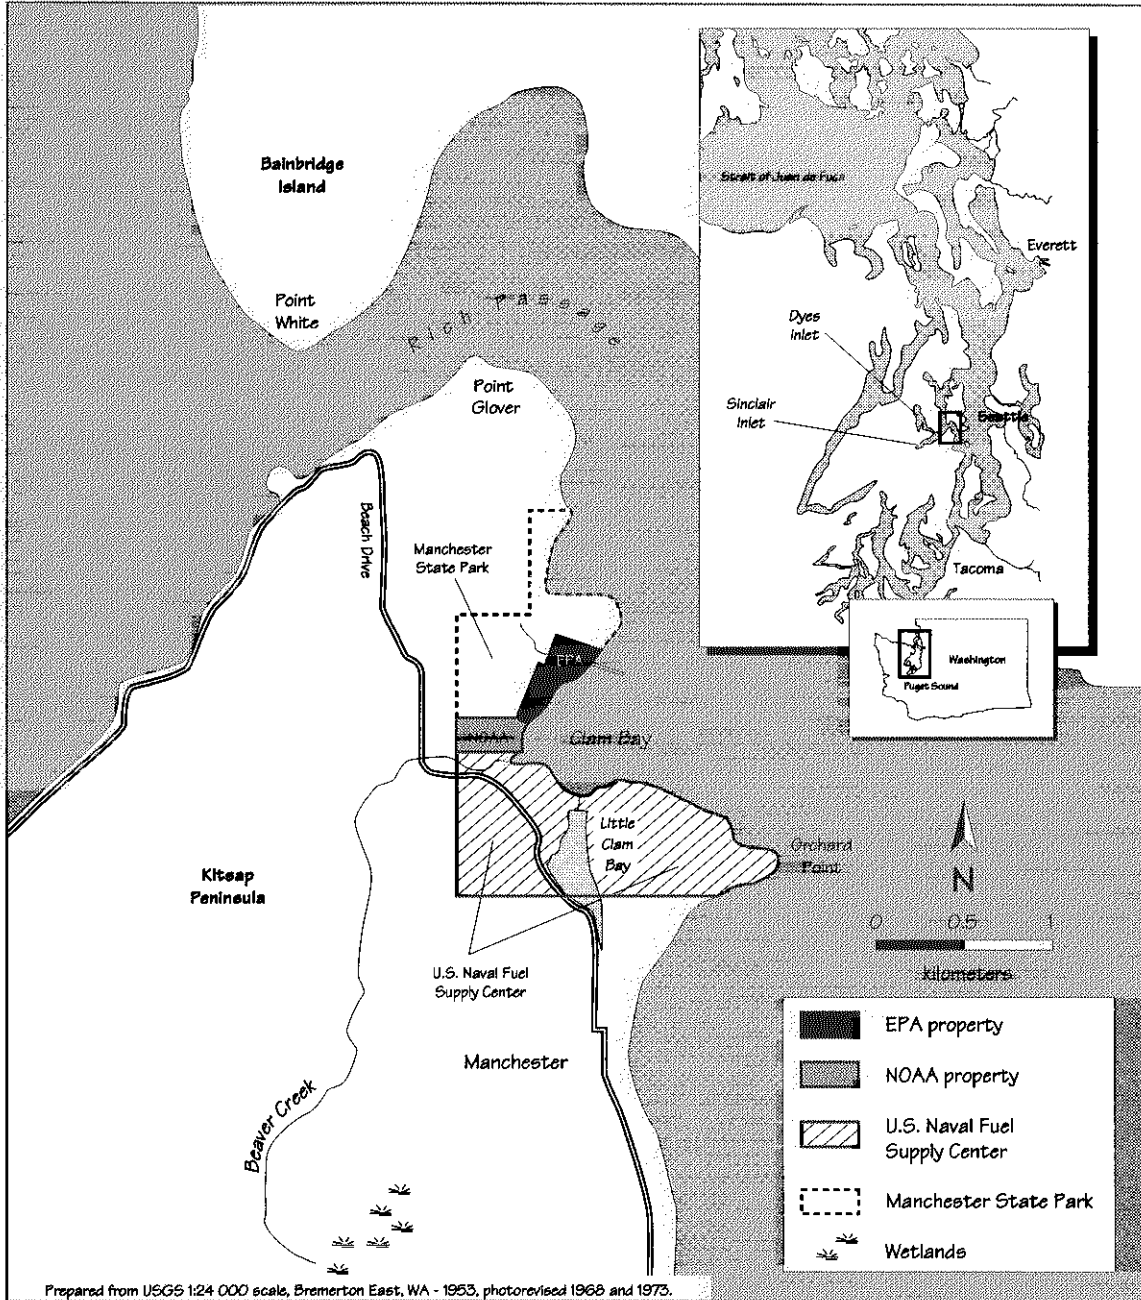 Bainbridge
Island
Point
White
Rich Passage
Point
Glover
Beach Drive
Manchester
State Park
EPA
NOAA
Clam Bay
Little
Clam
Bay
Orchard
Point
Kitsap
Peninsula
U.S. Naval Fuel
Supply Center
Manchester
Beaver Creek
Strait of Juan de Fuca
Everett
Dyes
Inlet
Sinclair
Inlet
Seattle
Tacoma
Washington
Puget Sound
N
0 0.5 1
kilometers
EPA property
NOAA property
U.S. Naval Fuel
Supply Center
Manchester State Park
Wetlands
Prepared from USGS 1:24 000 scale, Bremerton East, WA - 1953, photorevised 1968 and 1973.